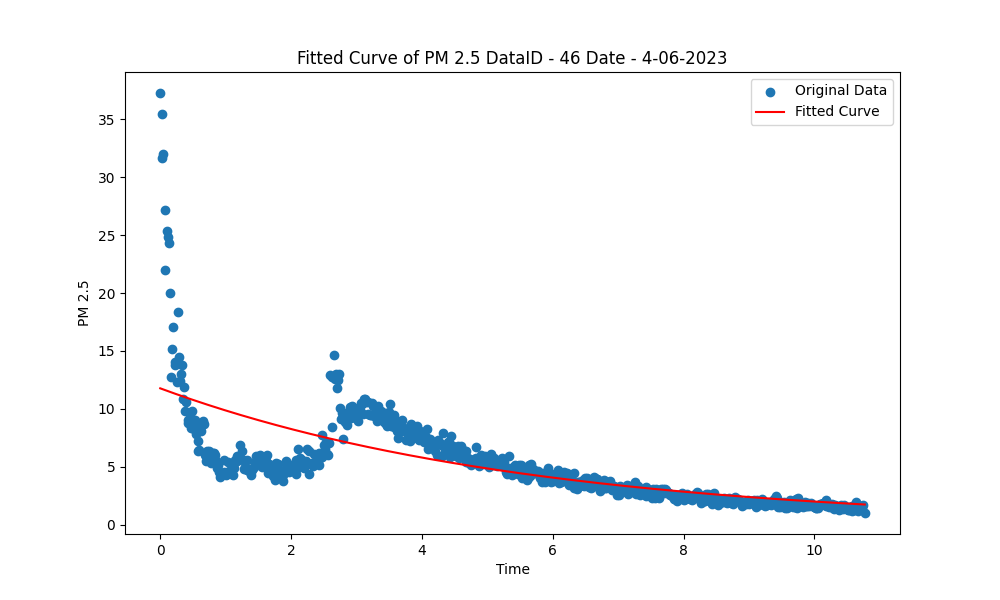 Fitted Curve of PM 2.5 DataID - 46 Date - 4-06-2023
Original Data
Fitted Curve
PM 2.5
35
30
25
20
15
10
5
0
0 2 4 6 8 10
Time